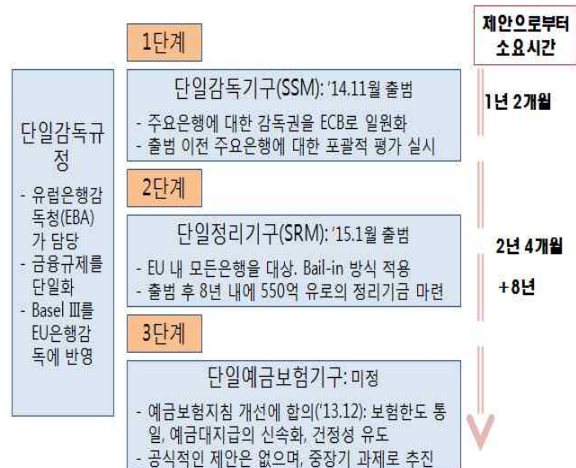 제안으로부터
소요시간
1단계
단일감독기구(SSM): '14.11월 출범
- 주요은행에 대한 감독권을 ECB로 일원화
- 출범 이전 주요은행에 대한 포괄적 평가 실시
1년 2개월
단일감독규
정
- 유럽은행감
독청(EBA)
가 담당
- 금융규제를
단일화
- Basel Ⅲ를
EU은행감
독에 반영
2단계
단일정리기구(SRM): '15.1월 출범
- EU 내 모든은행을 대상. Bail-in 방식 적용
- 출범 후 8년 내에 550억 유로의 정리기금 마련
2년 4개월
+8년
3단계
단일예금보험기구: 미정
- 예금보험지침 개선에 합의('13.12): 보험한도 통
일, 예금대지급의 신속화, 건정성 유도
- 공식적인 제안은 없으며, 중장기 과제로 추진